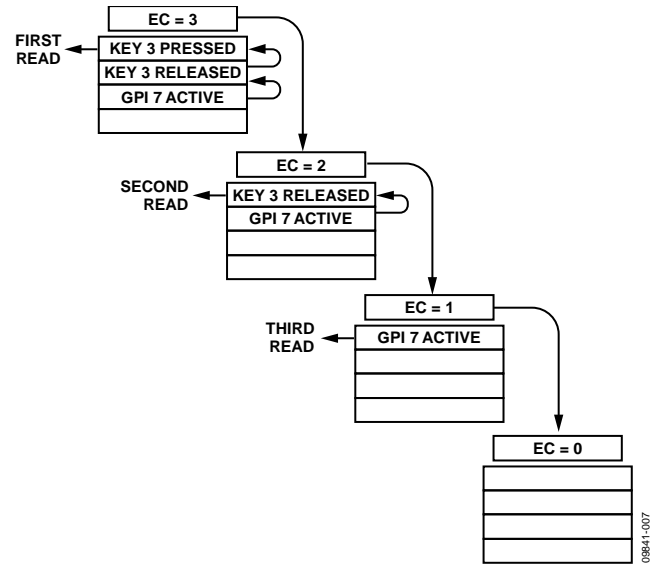 EC = 3
FIRST
READ
KEY 3 PRESSED
KEY 3 RELEASED
GPI 7 ACTIVE
EC = 2
SECOND
READ
KEY 3 RELEASED
GPI 7 ACTIVE
EC = 1
THIRD
READ
GPI 7 ACTIVE
EC = 0
09841-007